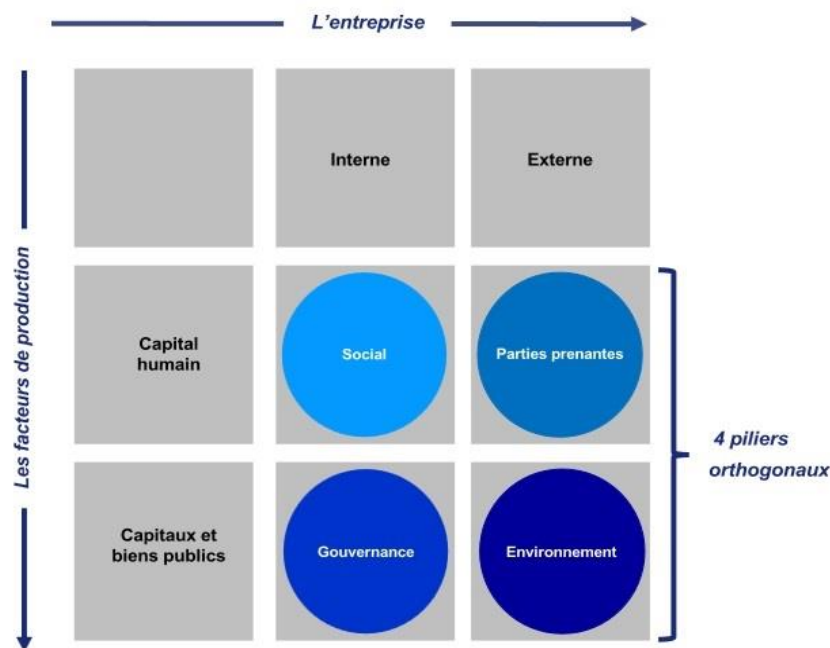 L'entreprise
Interne
Externe
Les facteurs de production
Capital
humain
Social
Parties prenantes
4 piliers
orthogonaux
Capitaux et
biens publics
Gouvernance
Environnement